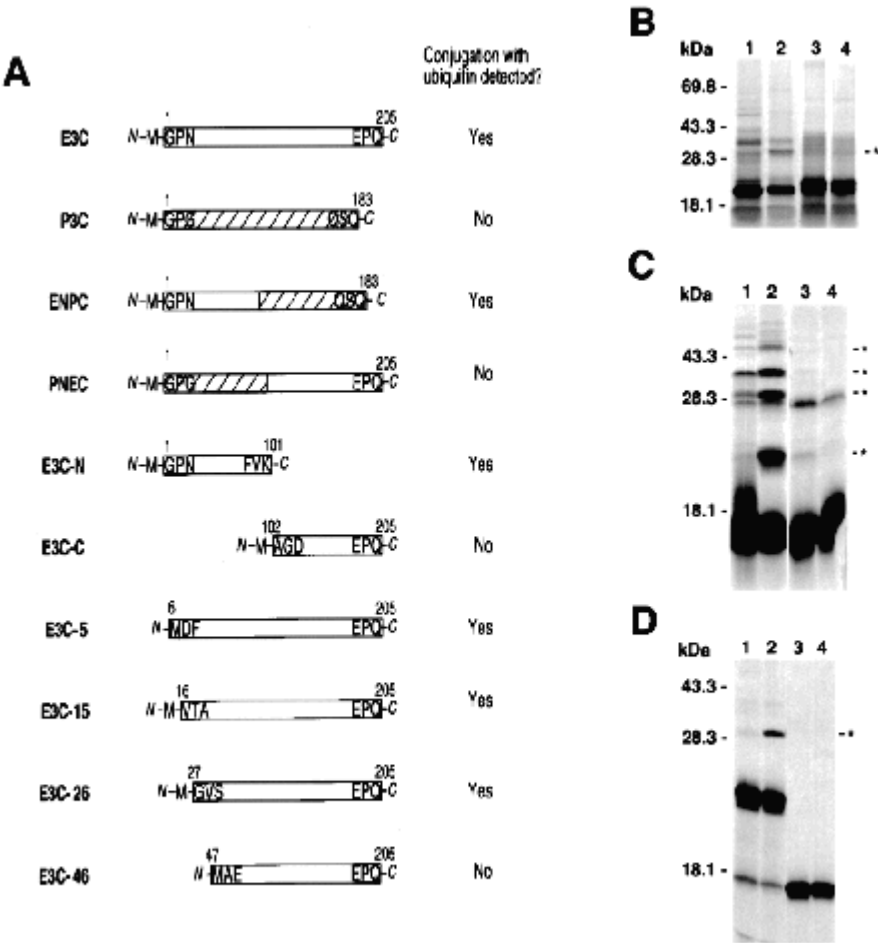 A
Conjugation with
ubiquitin detected?
1 205
E3C N-M-GPN EPQ-C Yes
1 183
P3C N-M-GPS QSQ-C No
1 183
ENPC N-M-GPN QSQ-C Yes
1 205
PNEC N-M-GPG EPQ-C No
1 101
E3C-N N-M-GPN FVK-C Yes
102 205
E3C-C N-M-AGD EPQ-C No
6 205
E3C-5 N-MDF EPQ-C Yes
16 205
E3C-15 N-M-VTA EPQ-C Yes
27 205
E3C-26 N-M-GVS EPQ-C Yes
47 205
E3C-46 N-MAE EPQ-C No
B
kDa 1 2 3 4
69.8 -
43.3 -
28.3 -
18.1 -
C
kDa 1 2 3 4
43.3 -
28.3 -
18.1 -
D
kDa 1 2 3 4
43.3 -
28.3 -
18.1 -